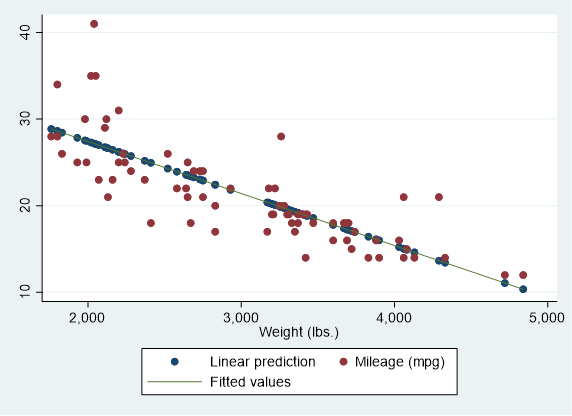 40
30
20
10
2,000 3,000 4,000 5,000
Weight (lbs.)
Linear prediction Mileage (mpg)
Fitted values